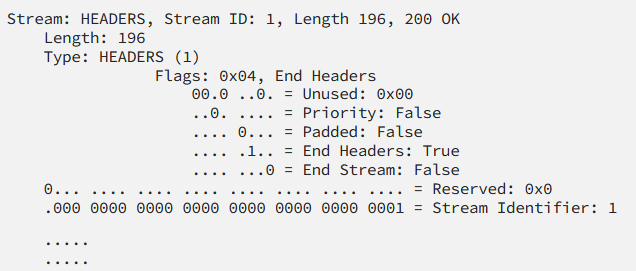 Stream: HEADERS, Stream ID: 1, Length 196, 200 OK
Length: 196
Type: HEADERS (1)
Flags: 0x04, End Headers
00.0 ..0. = Unused: 0x00
..0. .... = Priority: False
.... 0... = Padded: False
.... .1.. = End Headers: True
.... ...0 = End Stream: False
0... .... .... .... .... .... .... .... = Reserved: 0x0
.000 0000 0000 0000 0000 0000 0000 0001 = Stream Identifier: 1
.....
.....